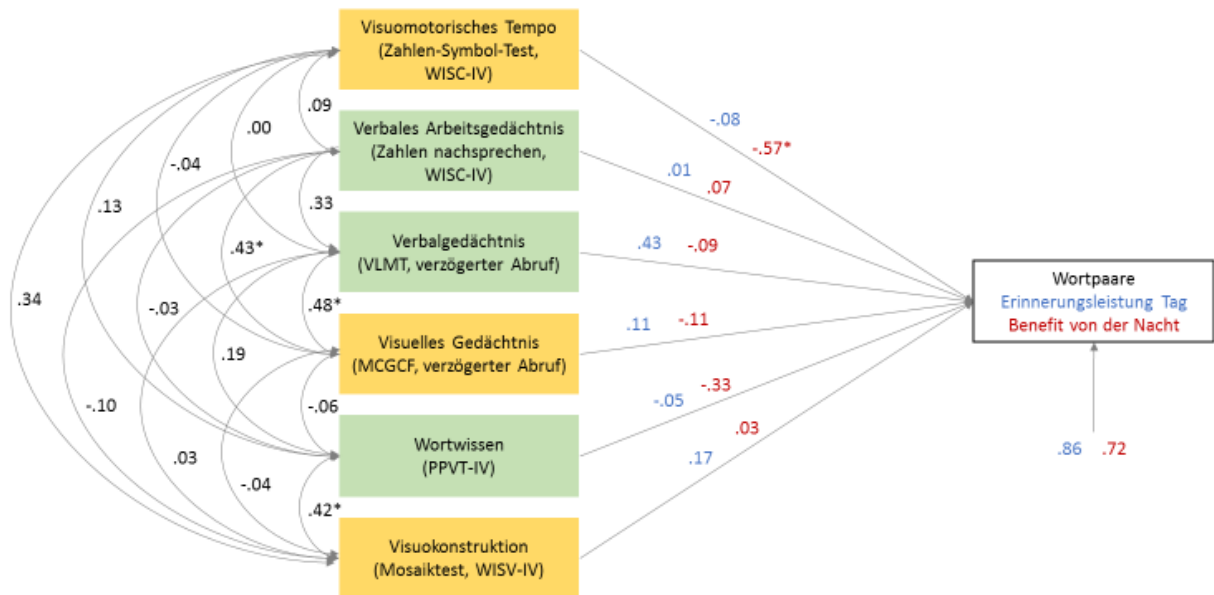 Visuomotorisches Tempo
(Zahlen-Symbol-Test,
WISC-IV)
.09
.00
-.08
Verbales Arbeitsgedächtnis
(Zahlen nachsprechen,
WISC-IV)
-.57*
-.04
.01
.07
.13
.33
Verbalgedächtnis
(VLMT, verzögerter Abruf)
.43*
.43
-.09
Wortpaare
Erinnerungsleistung Tag
Benefit von der Nacht
.34
-.03
.48*
Visuelles Gedächtnis
(MCGCF, verzögerter Abruf)
.11
-.11
.19
-.10
-.06
-.05
-.33
Wortwissen
(PPVT-IV)
.03
.17
.03
-.04
.86
.72
.42*
Visuokonstruktion
(Mosaiktest, WISV-IV)